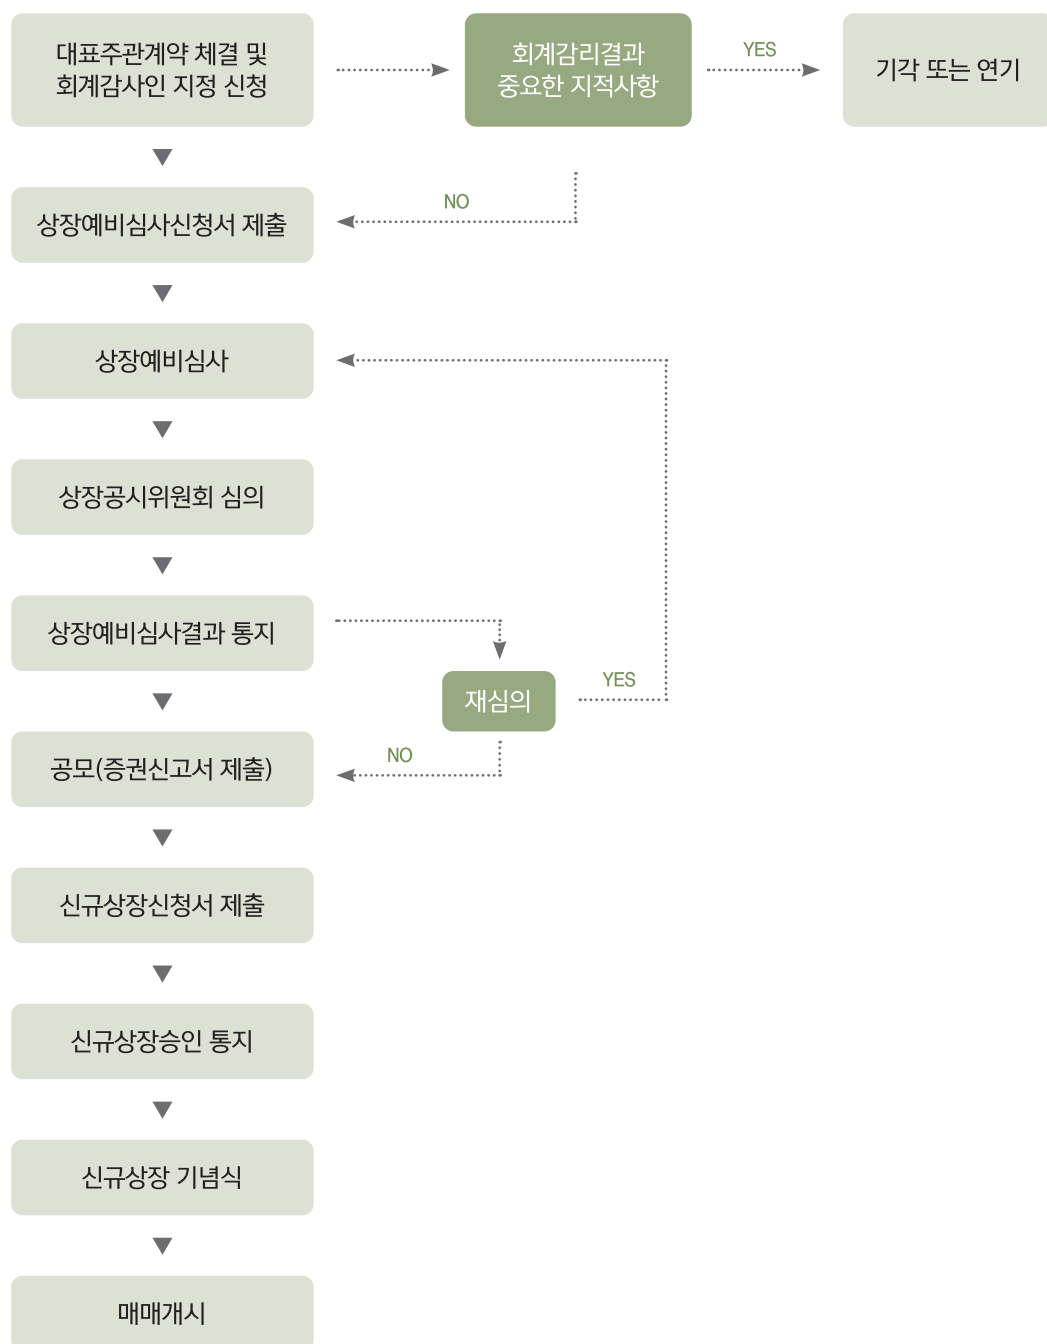 대표주관계약 체결 및
회계감사인 지정 신청
회계감리결과
중요한 지적사항
YES
기각 또는 연기
NO
상장예비심사신청서 제출
상장예비심사
상장공시위원회 심의
상장예비심사결과 통지
재심의
YES
NO
공모(증권신고서 제출)
신규상장신청서 제출
신규상장승인 통지
신규상장 기념식
매매개시